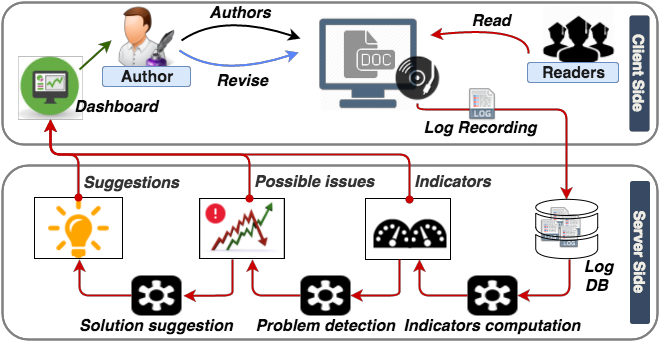 Authors
Read
DOC
Author
Revise
Readers
Dashboard
LOG
Log Recording
Client Side
Suggestions
Possible issues
Indicators
LOG
Log
DB
Solution suggestion
Problem detection
Indicators computation
Server Side